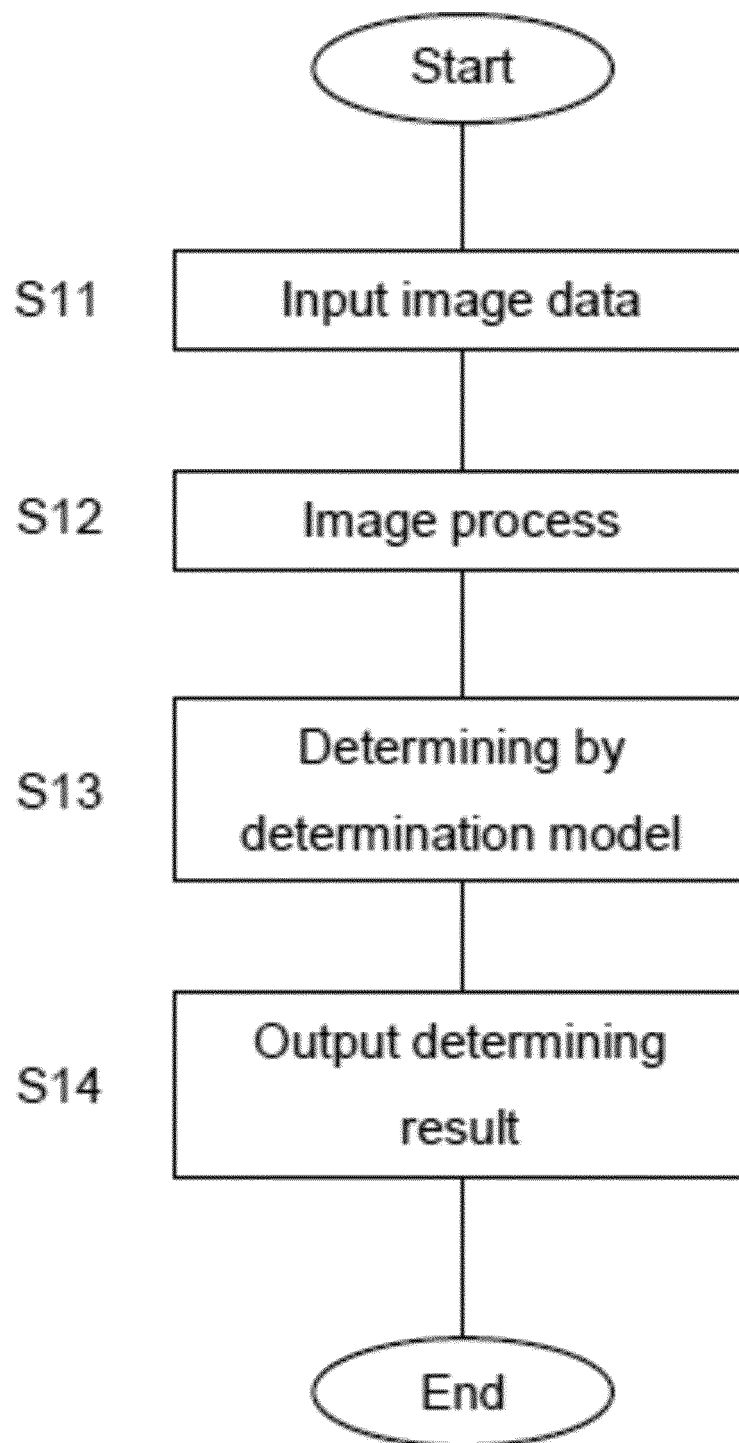 Start
S11
Input image data
S12
Image process
S13
Determining by
determination model
S14
Output determining
result
End